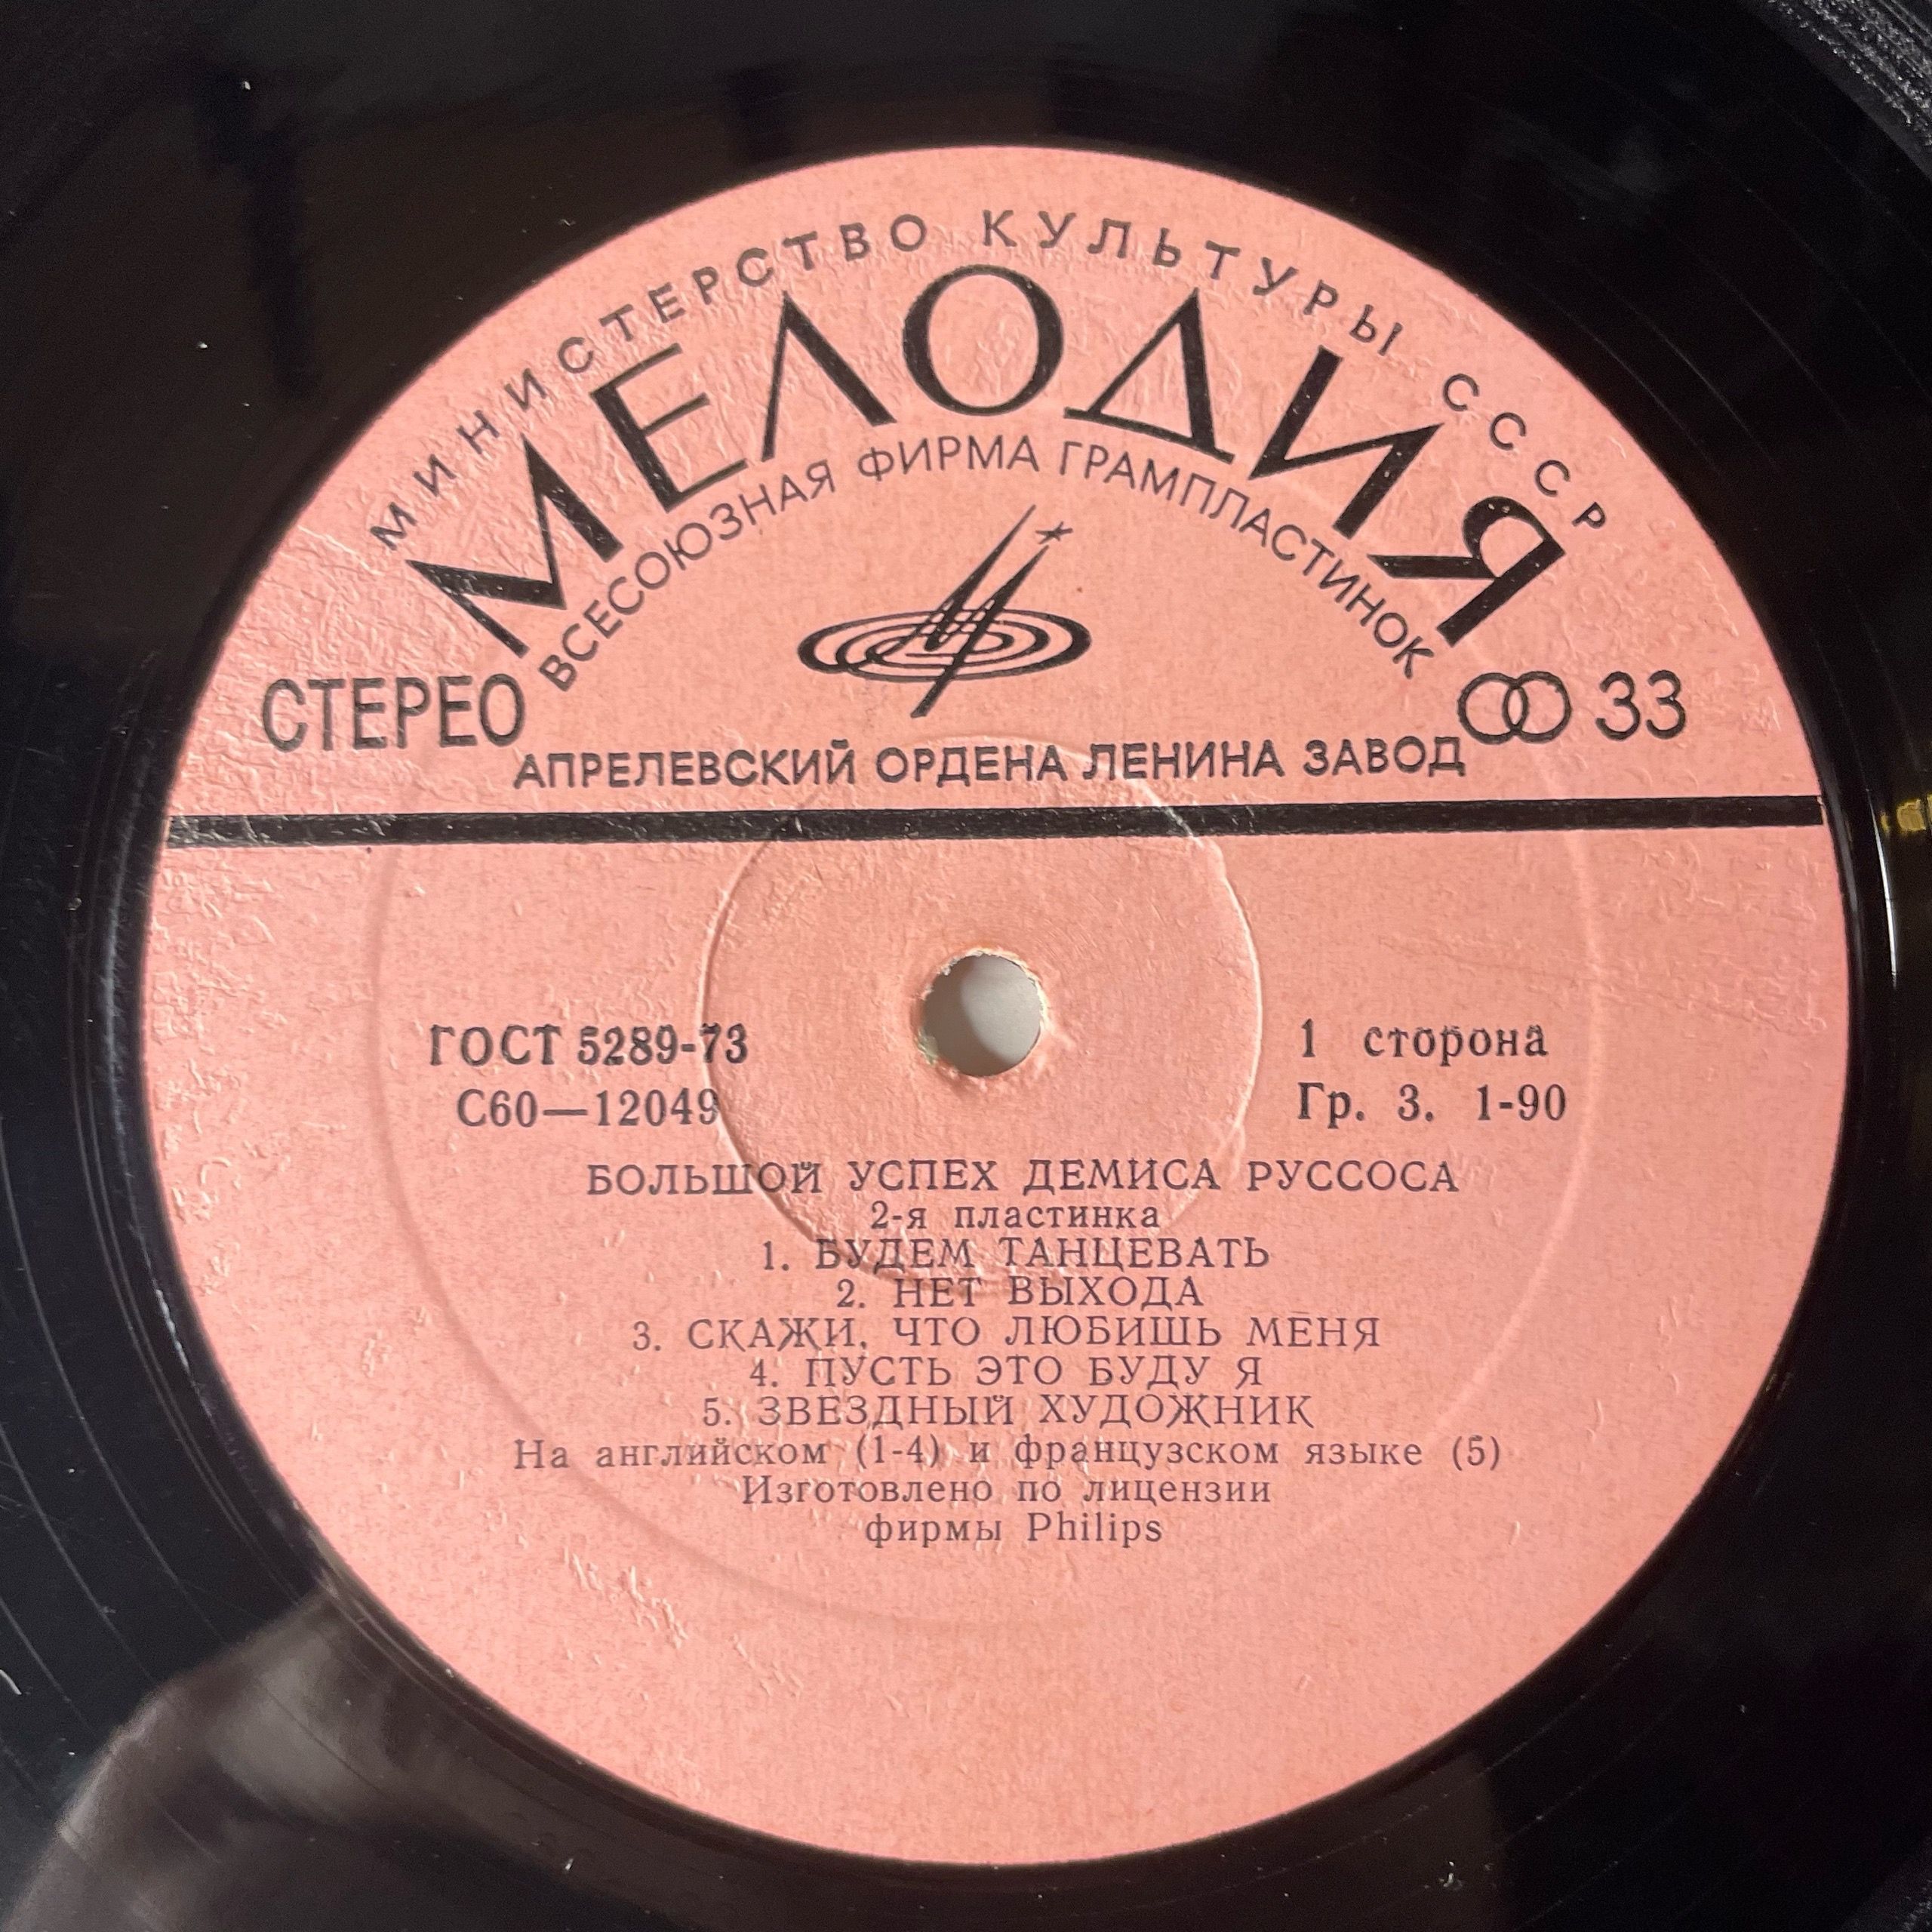 МИНИСТЕРСТВО КУЛЬТУРЫ СССР
МЕЛОДИЯ
ВСЕСОЮЗНАЯ ФИРМА ГРАМПЛАСТИНОК
СТЕРЕО
33
АПРЕЛЕВСКИЙ ОРДЕНА ЛЕНИНА ЗАВОД
ГОСТ 5289-73
С60—12049
1 сторона
Гр. 3. 1-90
БОЛЬШОЙ УСПЕХ ДЕМИСА РУССОСА
2-я пластинка
1. БУДЕМ ТАНЦЕВАТЬ
2. НЕТ ВЫХОДА
3. СКАЖИ, ЧТО ЛЮБИШЬ МЕНЯ
4. ПУСТЬ ЭТО БУДУ Я
5. ЗВЕЗДНЫЙ ХУДОЖНИК
На английском (1-4) и французском языке (5)
Изготовлено по лицензии
фирмы Philips